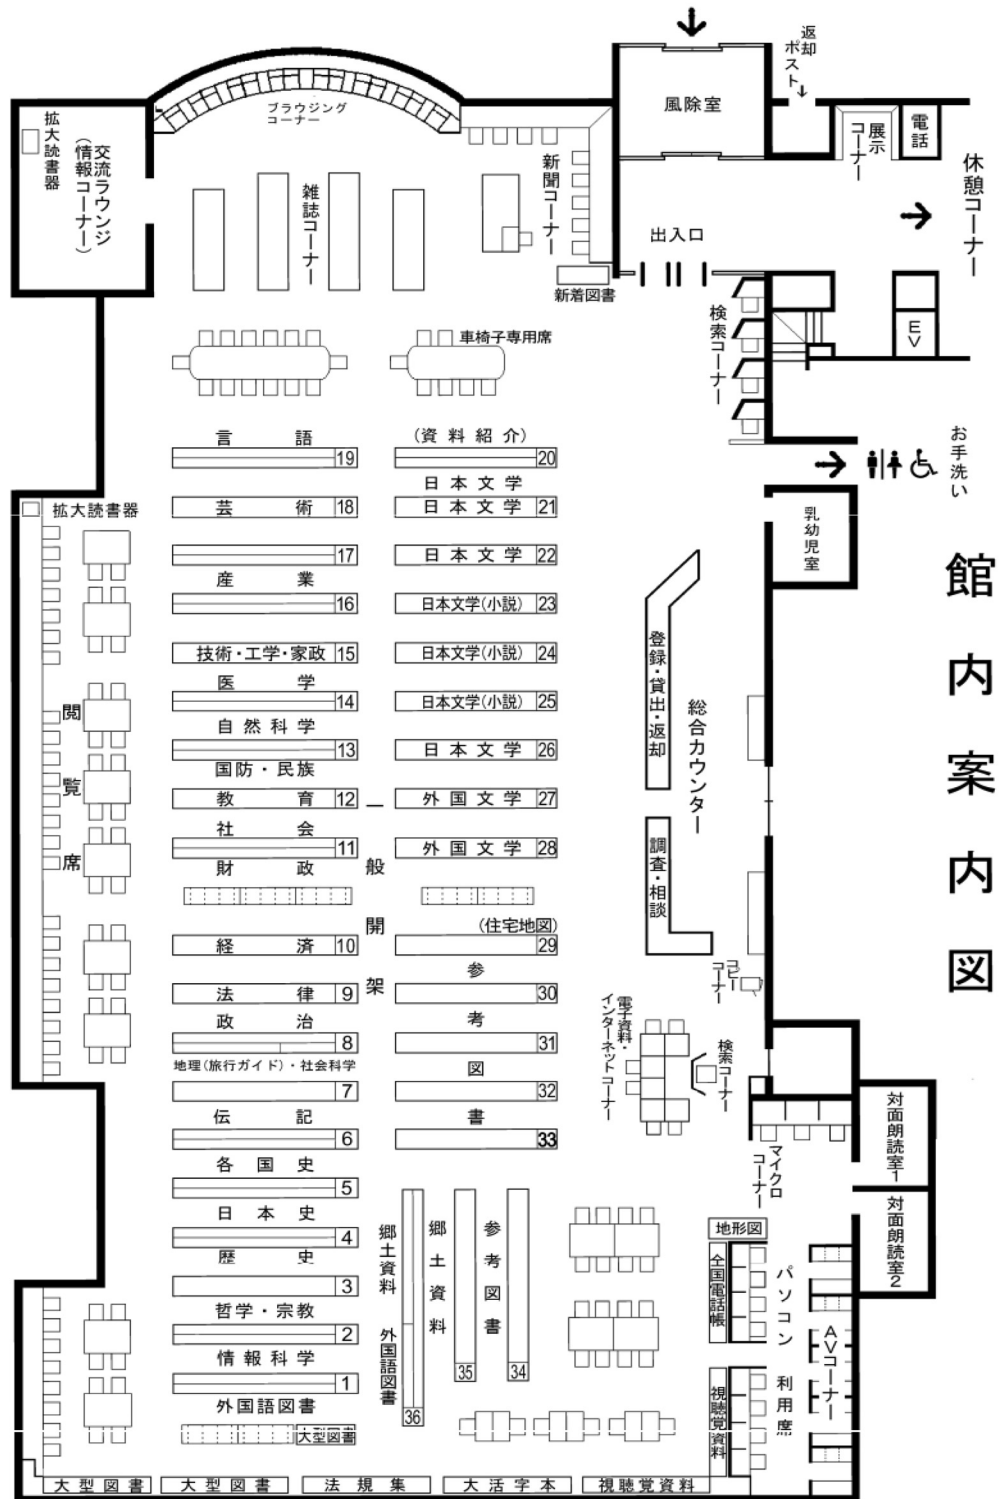 館内案内図
返却
ポスト↓
風除室
展示
コーナー
電話
休憩コーナー
拡大読書器
交流ラウンジ
(情報コーナー)
ブラウジング
コーナー
雑誌コーナー
新聞コーナー
新着図書
出入口
検索コーナー
EV
車椅子専用席
お手洗い
乳幼児室
拡大読書器
閲覧席
言語
19
芸術 18
17
産業
16
技術・工学・家政 15
医学
14
自然科学
13
国防・民族
教育 12
社会
11
財政
経済 10
法律 9
政治
8
地理(旅行ガイド)・社会科学
7
伝記
6
各国史
5
日本史
4
歴史
3
哲学・宗教
2
情報科学
1
外国語図書
大型図書
一般開架
(資料紹介)
20
日本文学
日本文学 21
日本文学 22
日本文学(小説) 23
日本文学(小説) 24
日本文学(小説) 25
日本文学 26
外国文学 27
外国文学 28
(住宅地図)
29
参考図書
30
31
32
33
登録・貸出・返却
総合カウンター
調査・相談
コピー
コーナー
電子資料・
インターネットコーナー
検索コーナー
マイクロ
コーナー
対面朗読室1
対面朗読室2
郷土資料
外国語図書
36
郷土資料
35
参考図書
34
地形図
全国電話帳
パソコン利用席
AVコーナー
視聴覚資料
大型図書
大型図書
法規集
大活字本
視聴覚資料